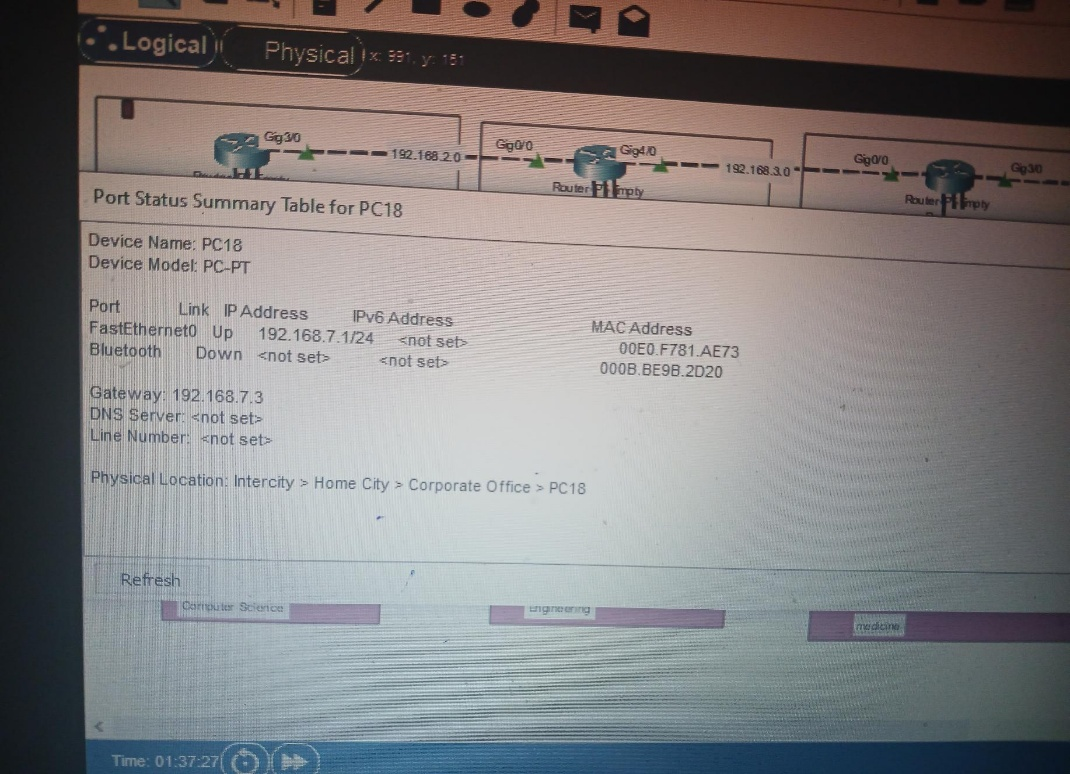 Logical
Physical x: 991, y: 151
Gig3/0
192.168.2.0
Gig0/0
Gig4/0
192.168.3.0
Gig0/0
Gig3/0
Router-PT-Empty
Router-PT-Empty
Port Status Summary Table for PC18
Device Name: PC18
Device Model: PC-PT
Port Link IP Address IPv6 Address MAC Address
FastEthernet0 Up 192.168.7.1/24 <not set> 00E0.F781.AE73
Bluetooth Down <not set> <not set> 000B.BE9B.2D20
Gateway: 192.168.7.3
DNS Server: <not set>
Line Number: <not set>
Physical Location: Intercity > Home City > Corporate Office > PC18
Refresh
Computer Science
Engineering
medicine
Time: 01:37:27